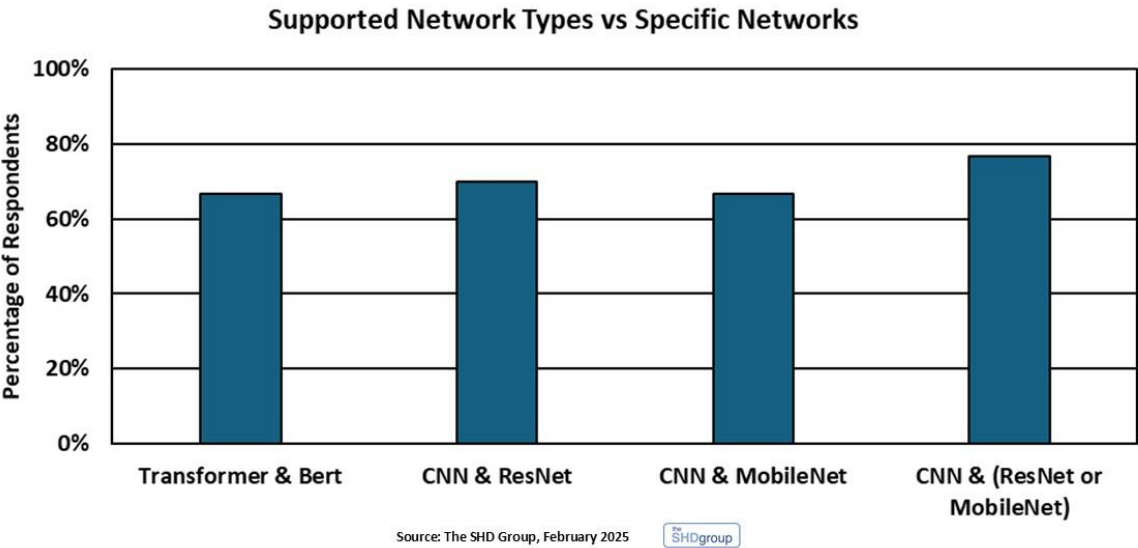 Supported Network Types vs Specific Networks
Percentage of Respondents
100%
80%
60%
40%
20%
0%
Transformer & Bert
CNN & ResNet
CNN & MobileNet
CNN & (ResNet or
MobileNet)
Source: The SHD Group, February 2025
the
SHDgroup